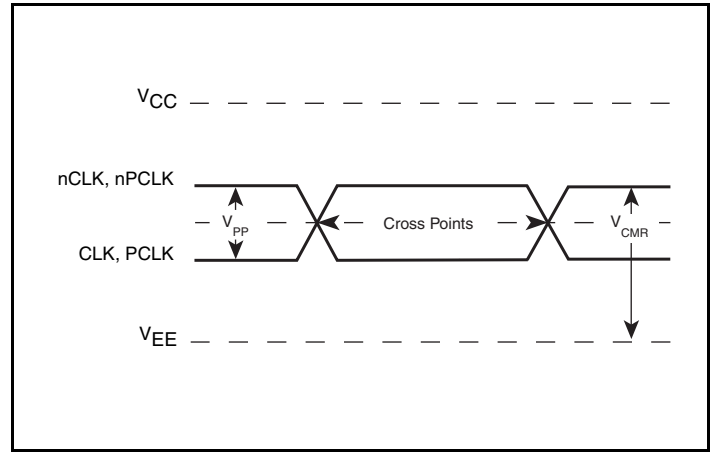 VCC
nCLK, nPCLK
VPP
Cross Points
VCMR
CLK, PCLK
VEE